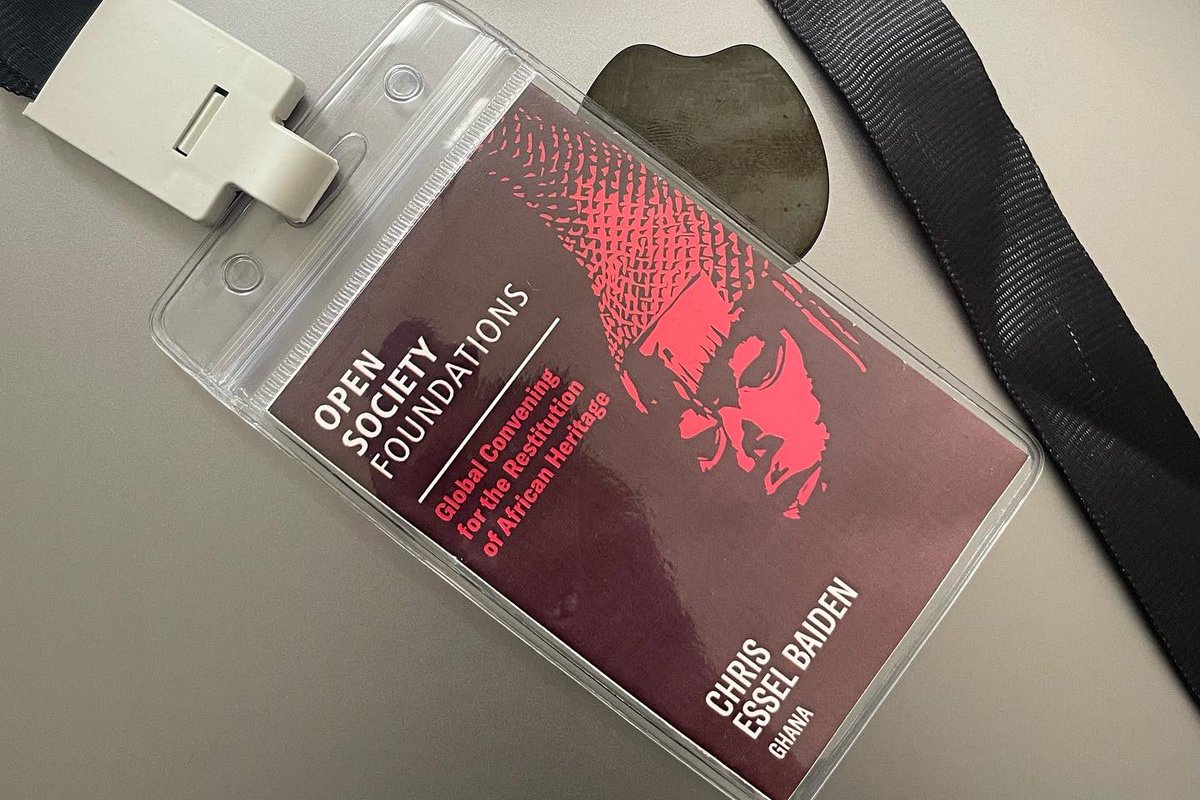 OPEN
SOCIETY
FOUNDATIONS
Global Convening
for the Restitution
of African Heritage
CHRIS
ESSEL BAIDEN
GHANA